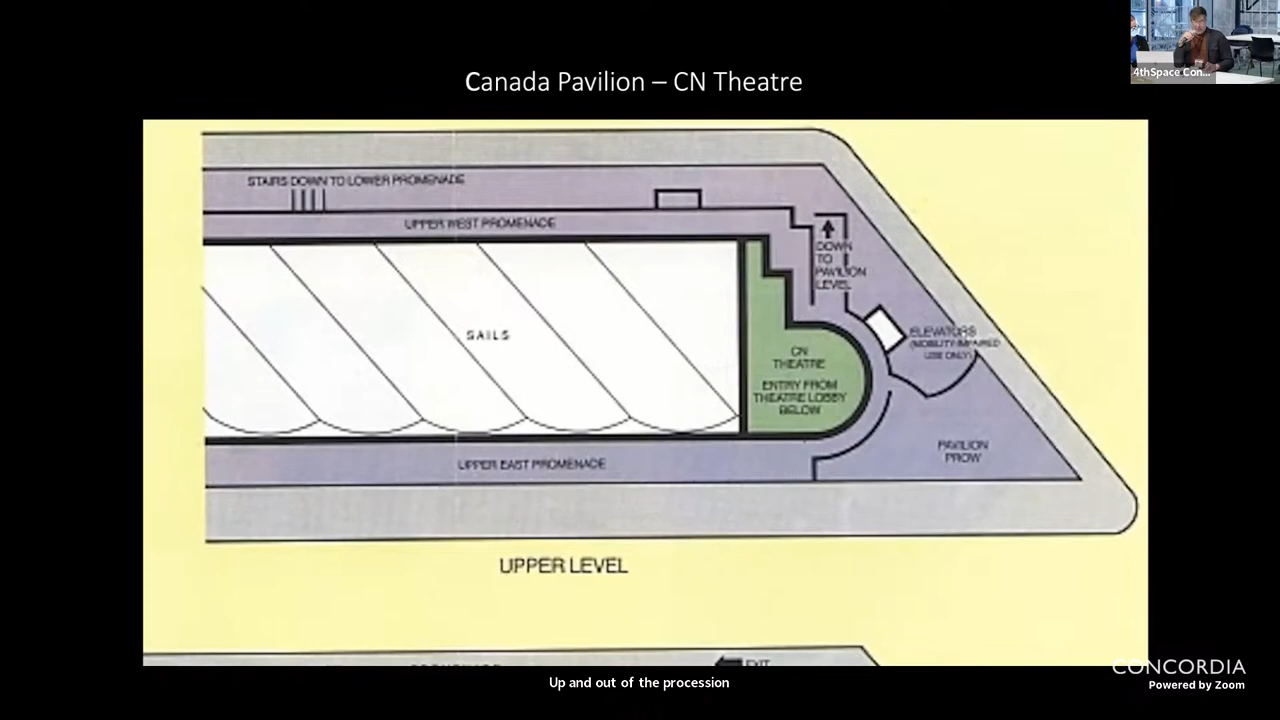 Canada Pavilion – CN Theatre
4thSpace Con...
STAIRS DOWN TO LOWER PROMENADE
UPPER WEST PROMENADE
DOWN
TO
PAVILION
LEVEL
ELEVATORS
(MOBILITY-IMPAIRED
USE ONLY)
SAILS
CN
THEATRE
ENTRY FROM
THEATRE LOBBY
BELOW
PAVILION
PROW
UPPER EAST PROMENADE
UPPER LEVEL
EXIT
Up and out of the procession
CONCORDIA
Powered by Zoom